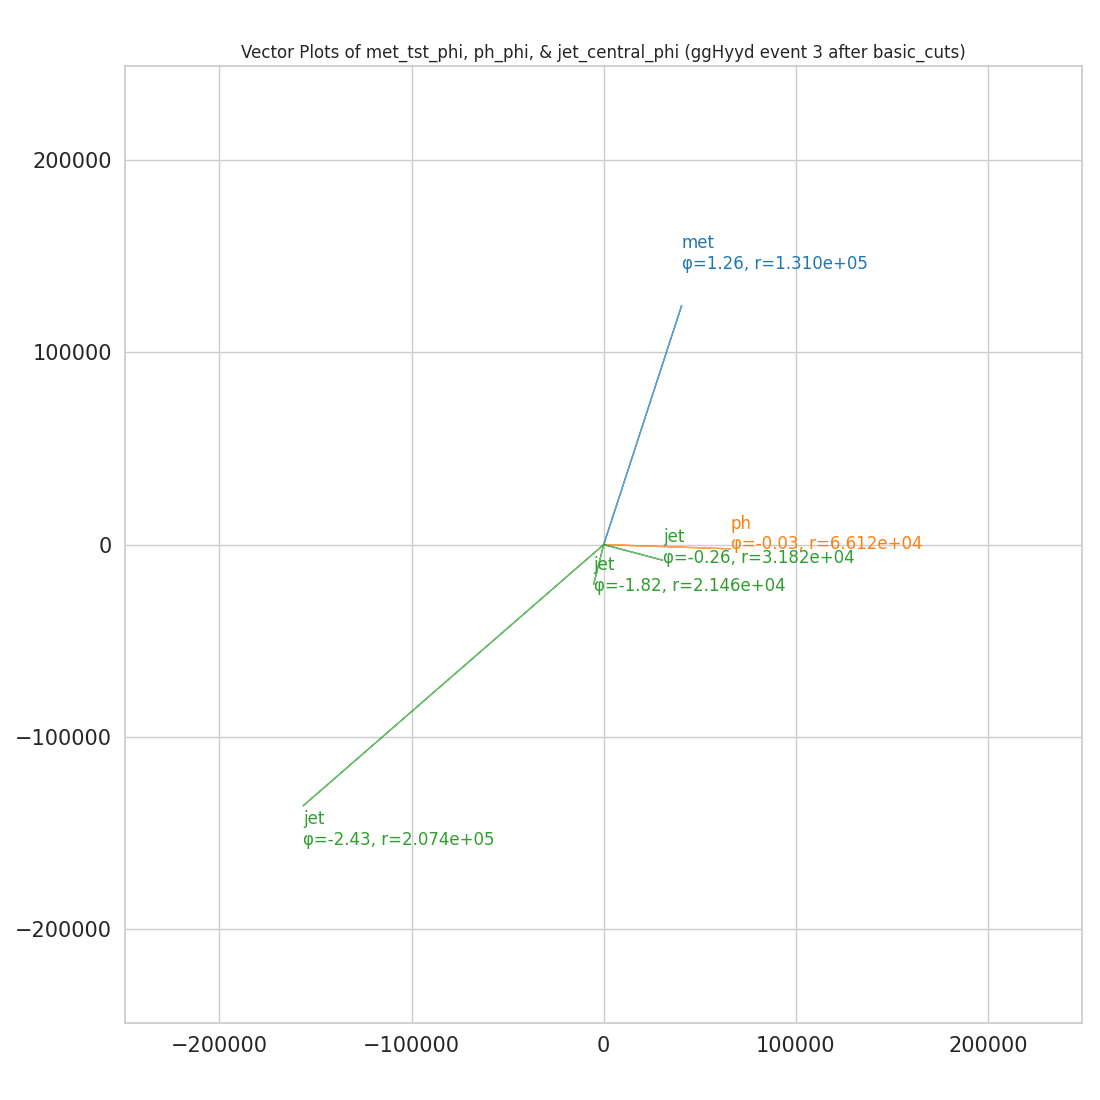 Vector Plots of met_tst_phi, ph_phi, & jet_central_phi (ggHyyd event 3 after basic_cuts)
200000
100000
0
−100000
−200000
met
φ=1.26, r=1.310e+05
ph
φ=-0.03, r=6.612e+04
jet
φ=-0.26, r=3.182e+04
jet
φ=-1.82, r=2.146e+04
jet
φ=-2.43, r=2.074e+05
−200000
−100000
0
100000
200000